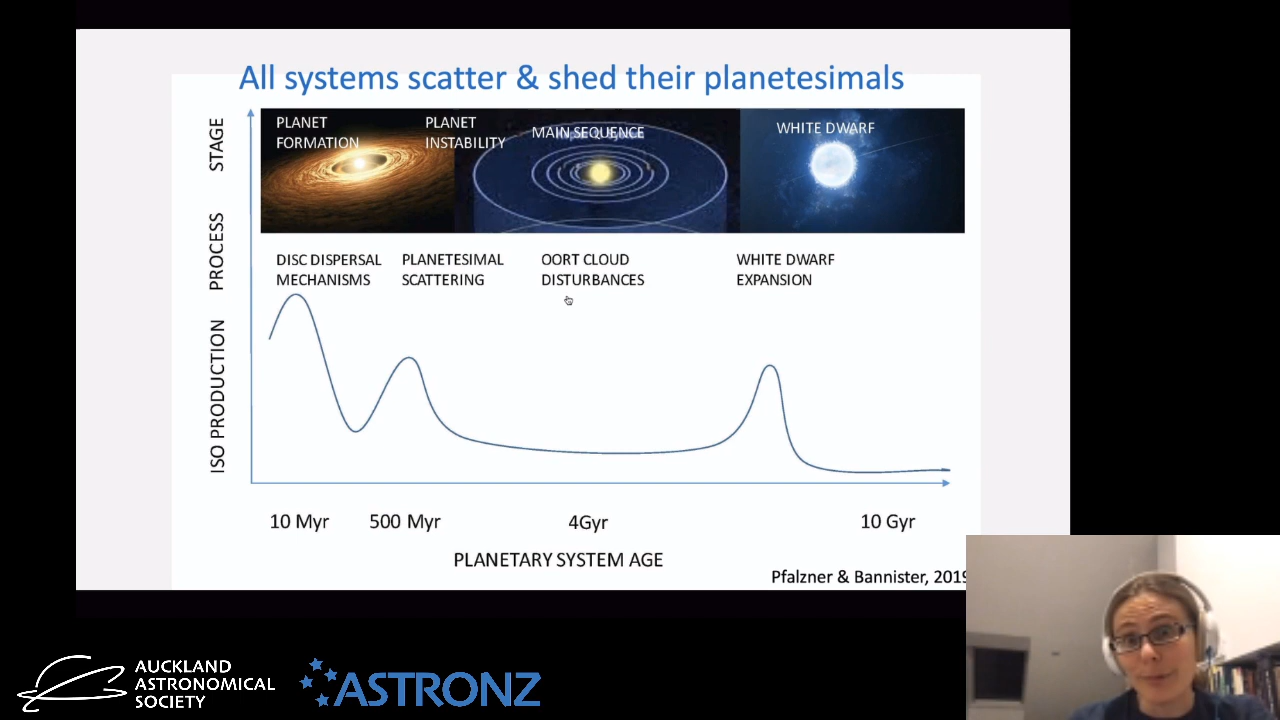 All systems scatter & shed their planetesimals
STAGE
PLANET
FORMATION
PLANET
INSTABILITY
MAIN SEQUENCE
WHITE DWARF
PROCESS
DISC DISPERSAL
MECHANISMS
PLANETESIMAL
SCATTERING
OORT CLOUD
DISTURBANCES
WHITE DWARF
EXPANSION
ISO PRODUCTION
10 Myr
500 Myr
4Gyr
10 Gyr
PLANETARY SYSTEM AGE
Pfalzner & Bannister, 2019
AUCKLAND
ASTRONOMICAL
SOCIETY
ASTRONZ